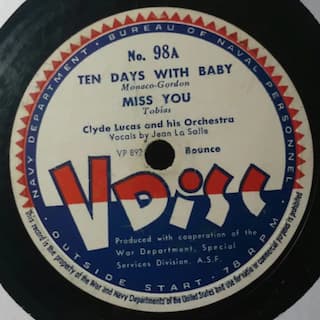 NAVY DEPARTMENT - BUREAU OF NAVAL PERSONNEL
No. 98A
TEN DAYS WITH BABY
Monaco-Gordon
MISS YOU
Tobias
Clyde Lucas and his Orchestra
Vocals by Jean La Salle
VP 892 Bounce
V DISC
Produced with cooperation of the
War Department, Special
Services Division, A.S.F.
OUTSIDE START - 78 RPM
This record is the property of the War and Navy Departments of the United States and use for radio or commercial purposes is prohibited